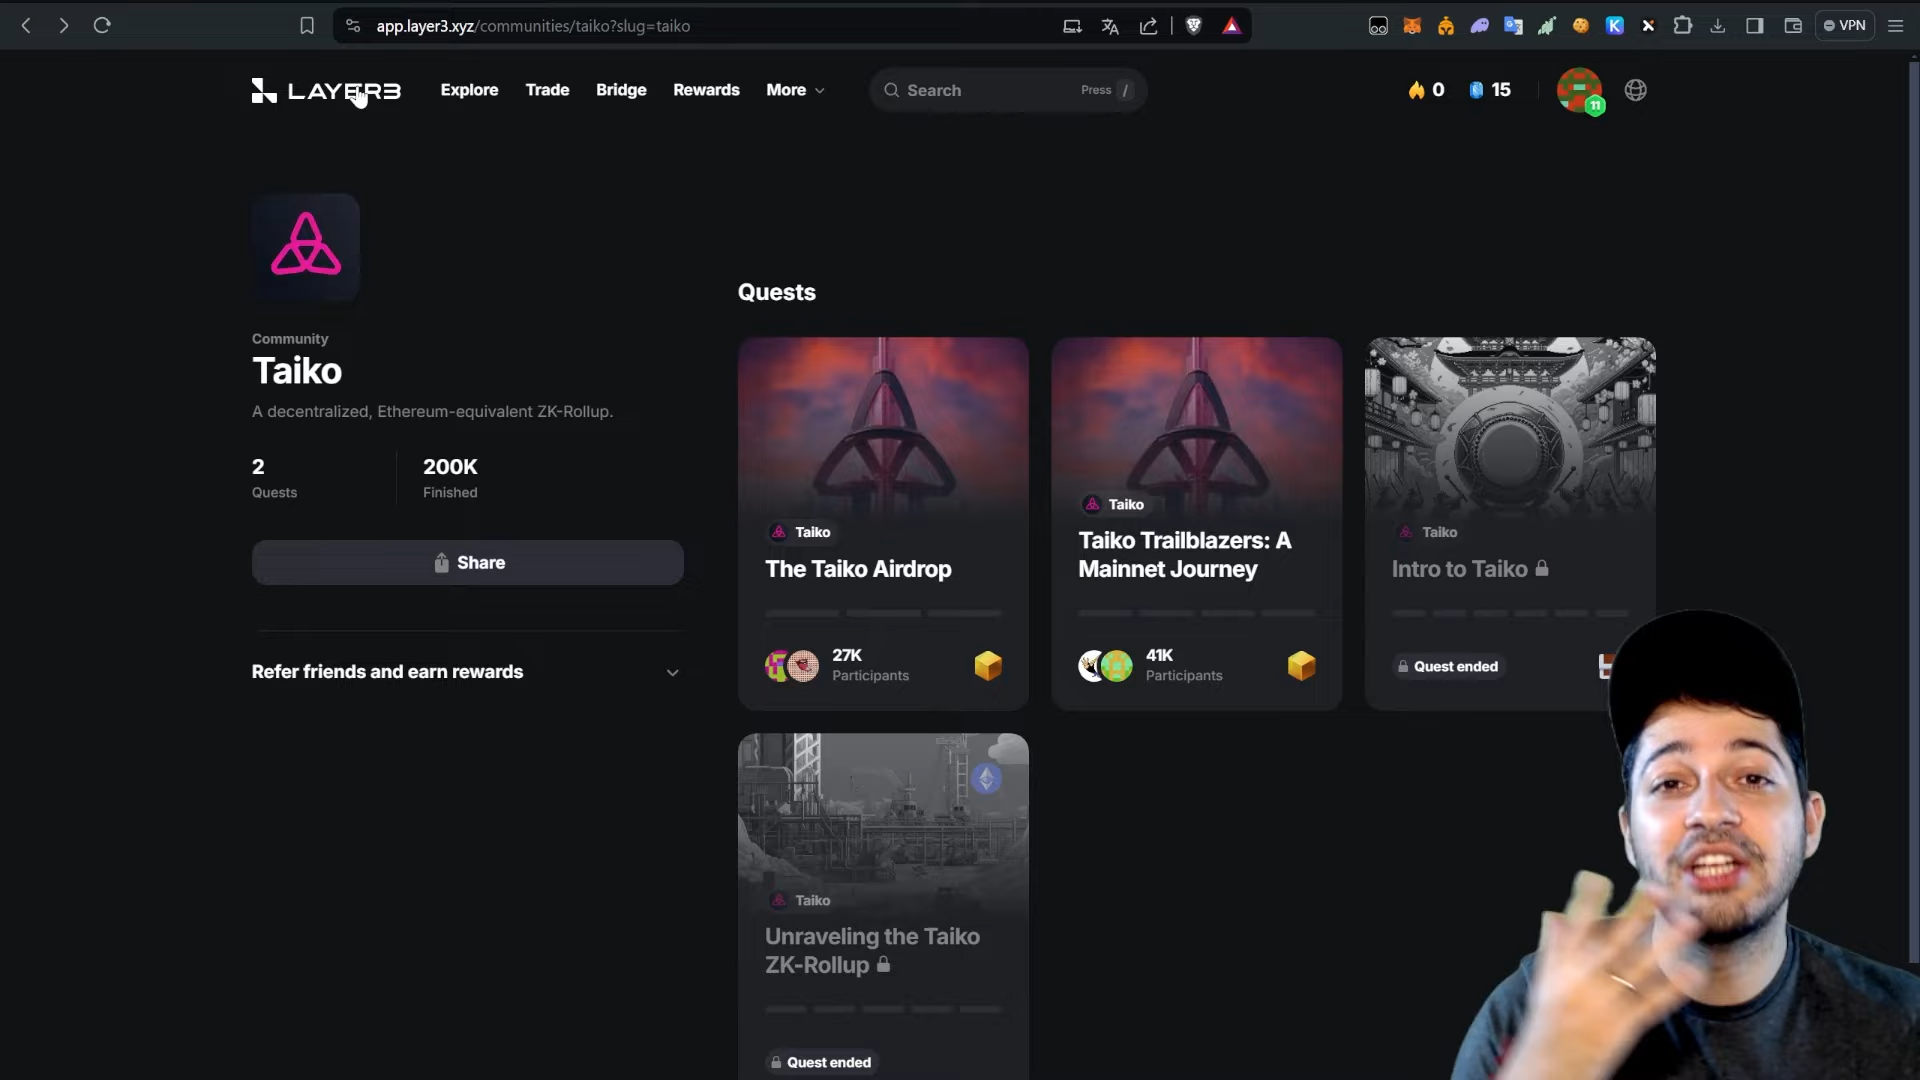 app.layer3.xyz/communities/taiko?slug=taiko
VPN
LAYER3
Explore
Trade
Bridge
Rewards
More
Search
Press /
0
15
11
Community
Taiko
A decentralized, Ethereum-equivalent ZK-Rollup.
2
Quests
200K
Finished
Share
Refer friends and earn rewards
Quests
Taiko
The Taiko Airdrop
27K
Participants
Taiko
Taiko Trailblazers: A
Mainnet Journey
41K
Participants
Taiko
Intro to Taiko
Quest ended
Taiko
Unraveling the Taiko
ZK-Rollup
Quest ended